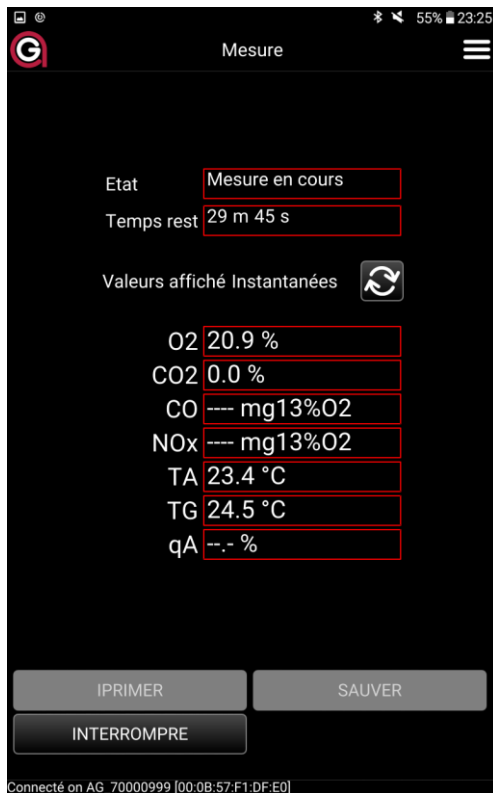 55% 23:25
Mesure
Etat Mesure en cours
Temps rest 29 m 45 s
Valeurs affiché Instantanées
O2 20.9 %
CO2 0.0 %
CO ---- mg13%O2
NOx ---- mg13%O2
TA 23.4 °C
TG 24.5 °C
qA --.- %
IPRIMER SAUVER
INTERROMPRE
Connecté on AG_70000999 [00:0B:57:F1:DF:E0]